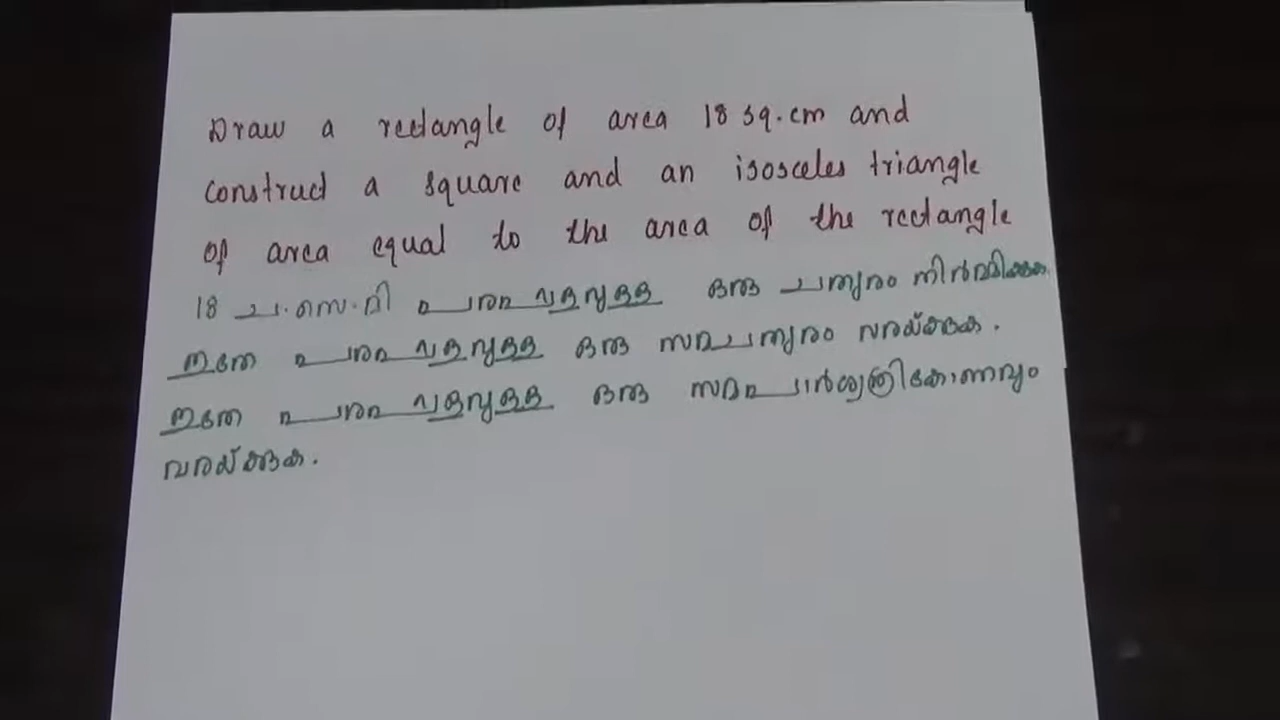 Draw a rectangle of area 18 sq.cm and
construct a square and an isosceles triangle
of area equal to the area of the rectangle
18 ച.സെ.മി പരപ്പളവുള്ള ഒരു ചതുരം നിർമ്മിക്കുക
ഇതേ പരപ്പളവുള്ള ഒരു സമചതുരം വരയ്ക്കുക.
ഇതേ പരപ്പളവുള്ള ഒരു സമപാർശ്വത്രികോണവും
വരയ്ക്കുക.